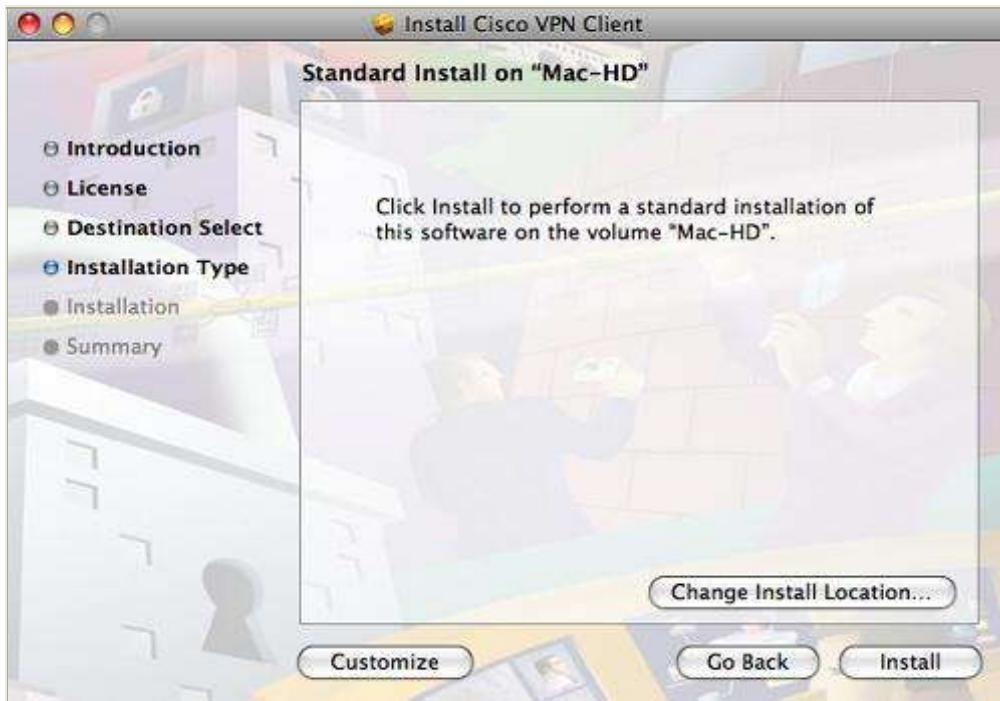 Install Cisco VPN Client
Standard Install on “Mac-HD”
Introduction
License
Destination Select
Installation Type
Installation
Summary
Click Install to perform a standard installation of
this software on the volume “Mac-HD”.
Change Install Location...
Customize
Go Back
Install